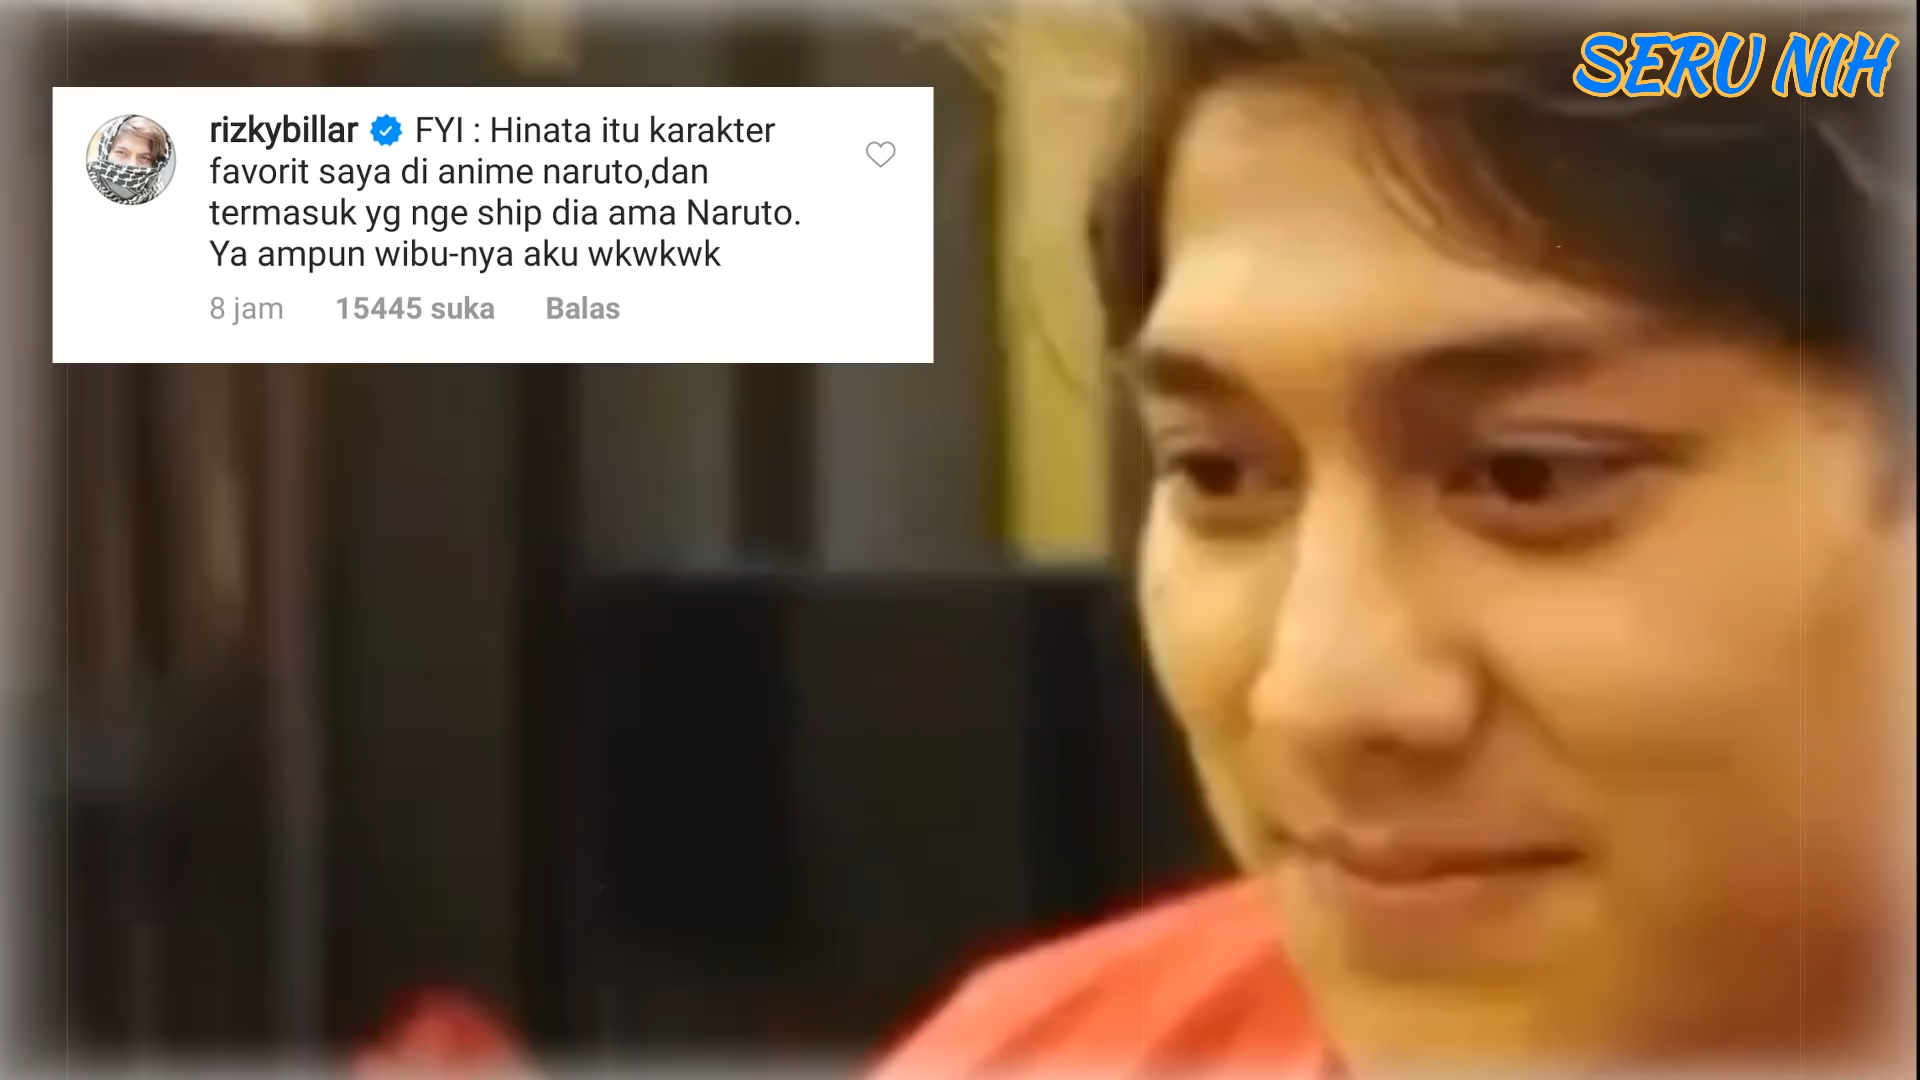 SERU NIH
rizkybillar FYI : Hinata itu karakter
favorit saya di anime naruto,dan
termasuk yg nge ship dia ama Naruto.
Ya ampun wibu-nya aku wkwkwk
8 jam 15445 suka Balas